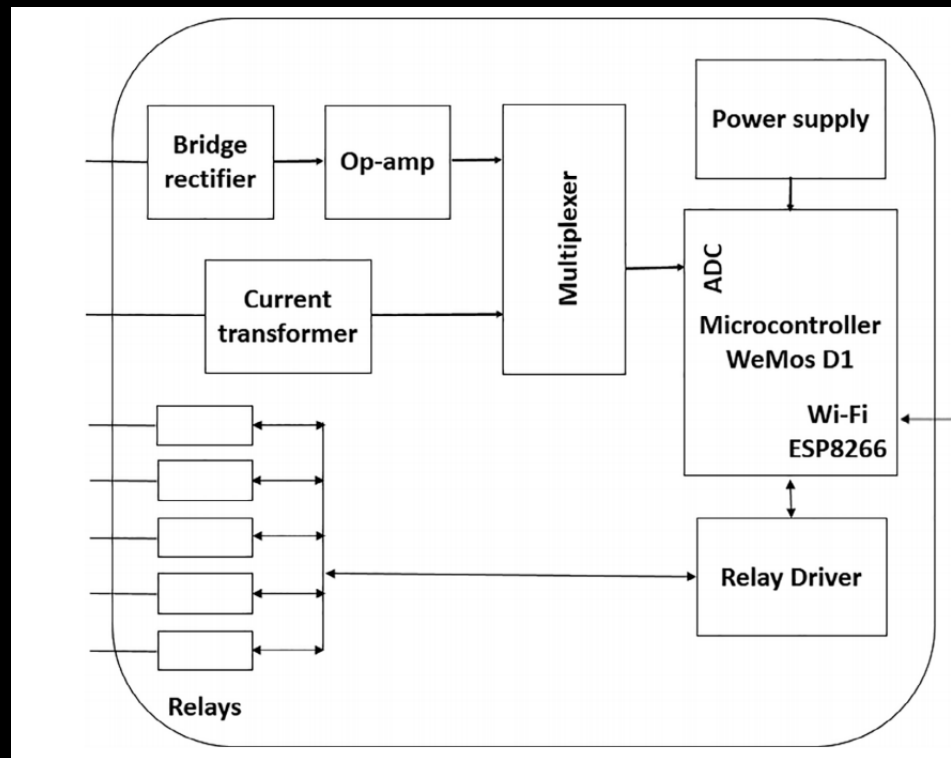 Power supply
Bridge
rectifier
Op-amp
Multiplexer
ADC
Current
transformer
Microcontroller
WeMos D1
Wi-Fi
ESP8266
Relay Driver
Relays